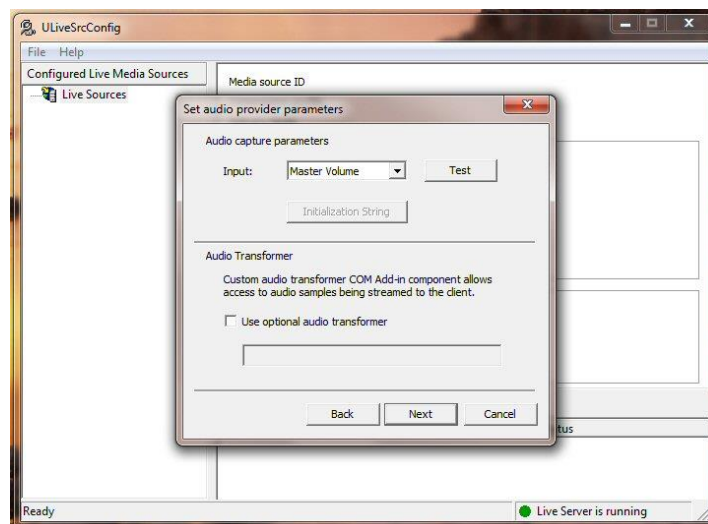 ULiveSrcConfig
File Help
Configured Live Media Sources
Live Sources
Media source ID
Set audio provider parameters
Audio capture parameters
Input: Master Volume Test
Initialization String
Audio Transformer
Custom audio transformer COM Add-in component allows
access to audio samples being streamed to the client.
Use optional audio transformer
Back Next Cancel
tus
Ready Live Server is running